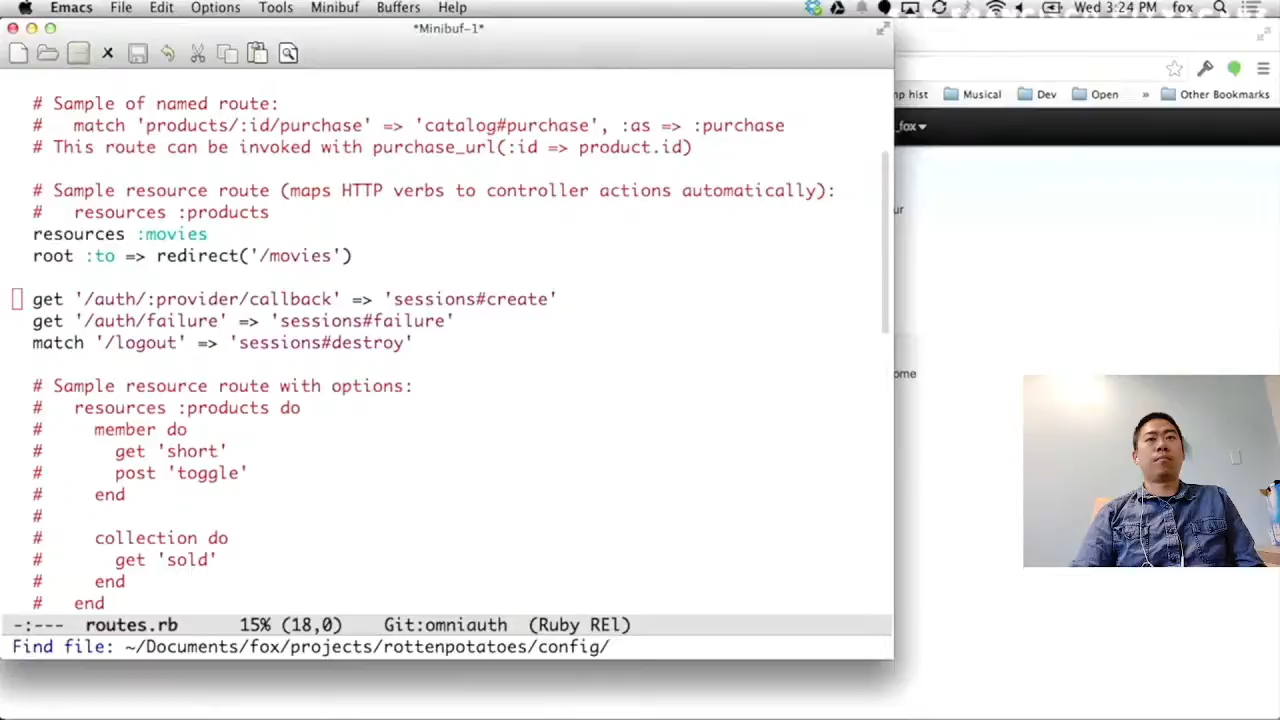 Emacs File Edit Options Tools Minibuf Buffers Help Wed 3:24 PM fox
*Minibuf-1*
# Sample of named route:
#   match 'products/:id/purchase' => 'catalog#purchase', :as => :purchase
# This route can be invoked with purchase_url(:id => product.id)
# Sample resource route (maps HTTP verbs to controller actions automatically):
#   resources :products
resources :movies
root :to => redirect('/movies')
get '/auth/:provider/callback' => 'sessions#create'
get '/auth/failure' => 'sessions#failure'
match '/logout' => 'sessions#destroy'
# Sample resource route with options:
#   resources :products do
#     member do
#       get 'short'
#       post 'toggle'
#     end
#
#     collection do
#       get 'sold'
#     end
#   end
-:--- routes.rb 15% (18,0) Git:omniauth (Ruby REl)
Find file: ~/Documents/fox/projects/rottenpotatoes/config/
np hist Musical Dev Open » Other Bookmarks
_fox
ur
ome